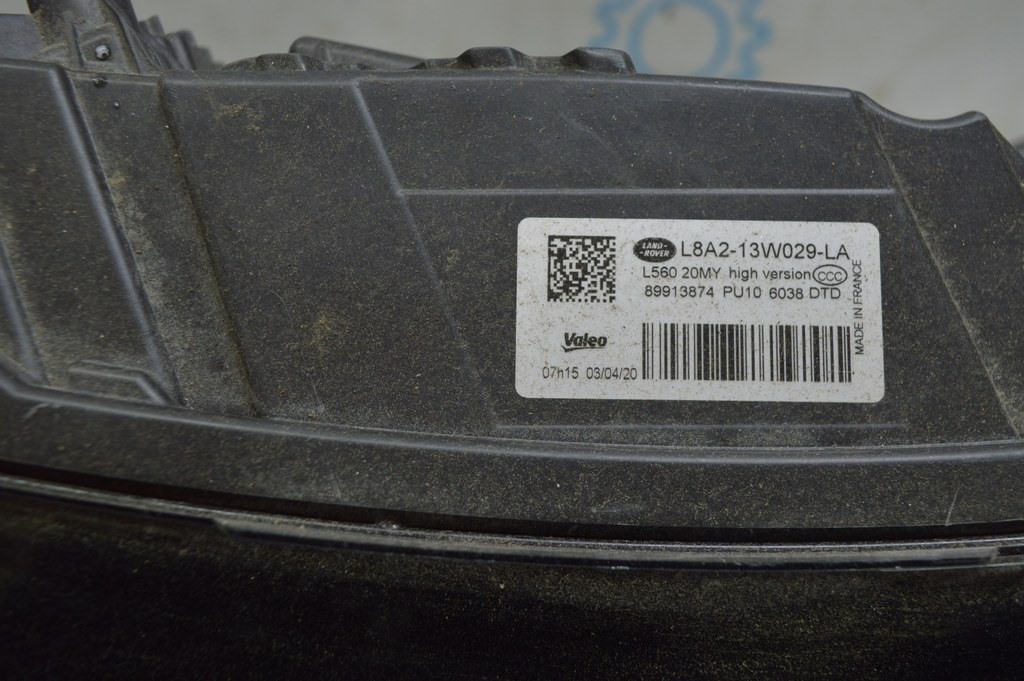 LAND-
-ROVER
L8A2-13W029-LA
L560 20MY high version CCC
89913874 PU10 6038 DTD
MADE IN FRANCE
Valeo
07h15 03/04/20